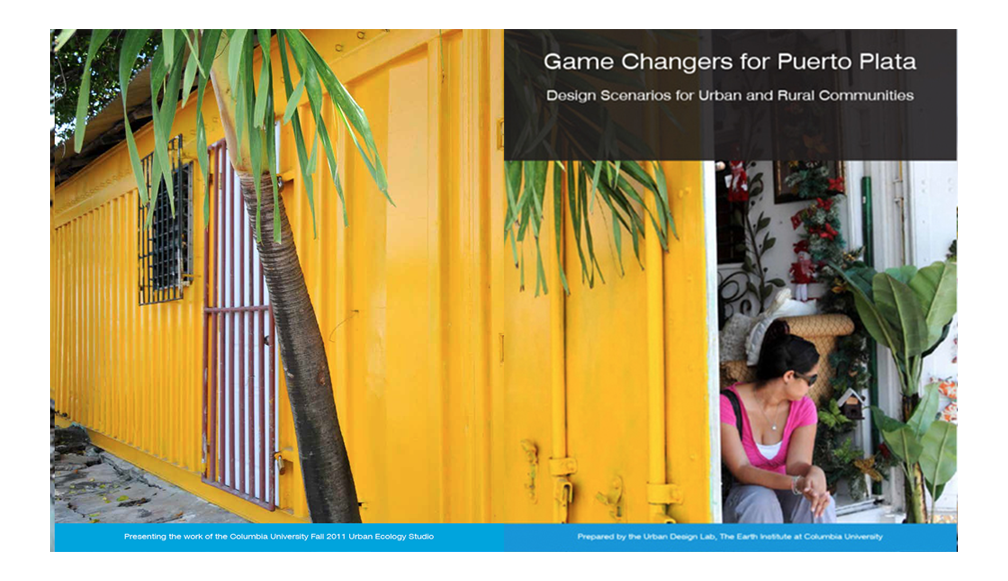 Game Changers for Puerto Plata
Design Scenarios for Urban and Rural Communities
Presenting the work of the Columbia University Fall 2011 Urban Ecology Studio
Prepared by the Urban Design Lab, The Earth Institute at Columbia University